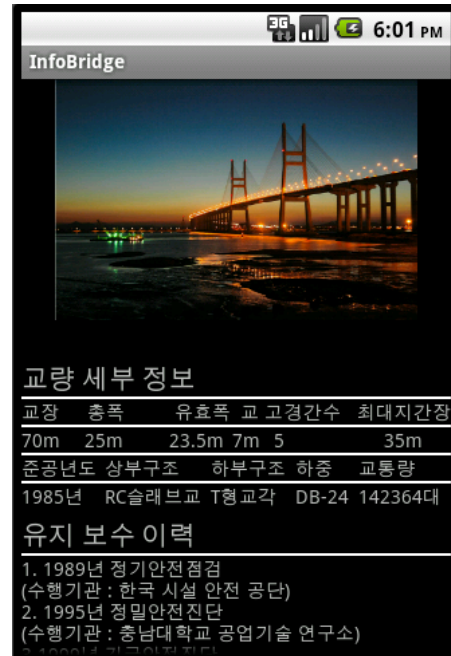 3G 6:01 PM
InfoBridge
교량 세부 정보
교장 총폭 유효폭 교 고경간수 최대지간장
70m 25m 23.5m 7m 5 35m
준공년도 상부구조 하부구조 하중 교통량
1985년 RC슬래브교 T형교각 DB-24 142364대
유지 보수 이력
1. 1989년 정기안전점검
(수행기관 : 한국 시설 안전 공단)
2. 1995년 정밀안전진단
(수행기관 : 충남대학교 공업기술 연구소)